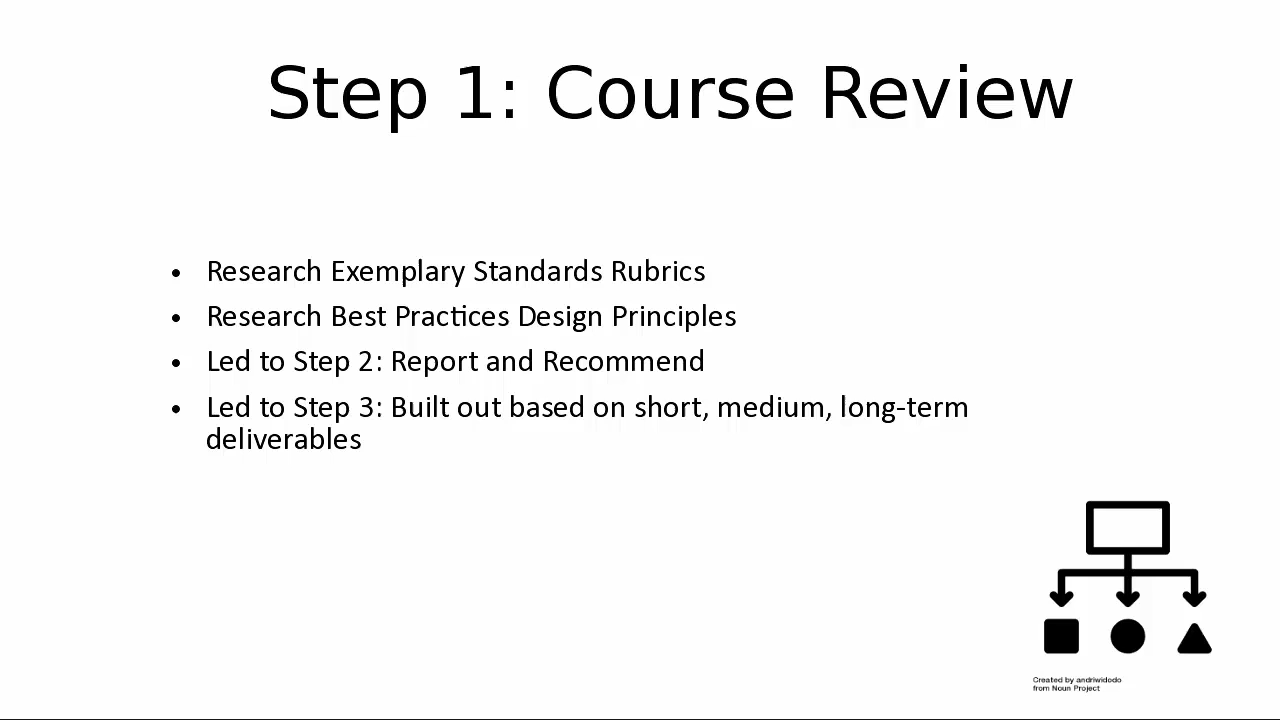 Step 1: Course Review
• Research Exemplary Standards Rubrics
• Research Best Practices Design Principles
• Led to Step 2: Report and Recommend
• Led to Step 3: Built out based on short, medium, long-term
deliverables
Created by andriwidodo
from Noun Project